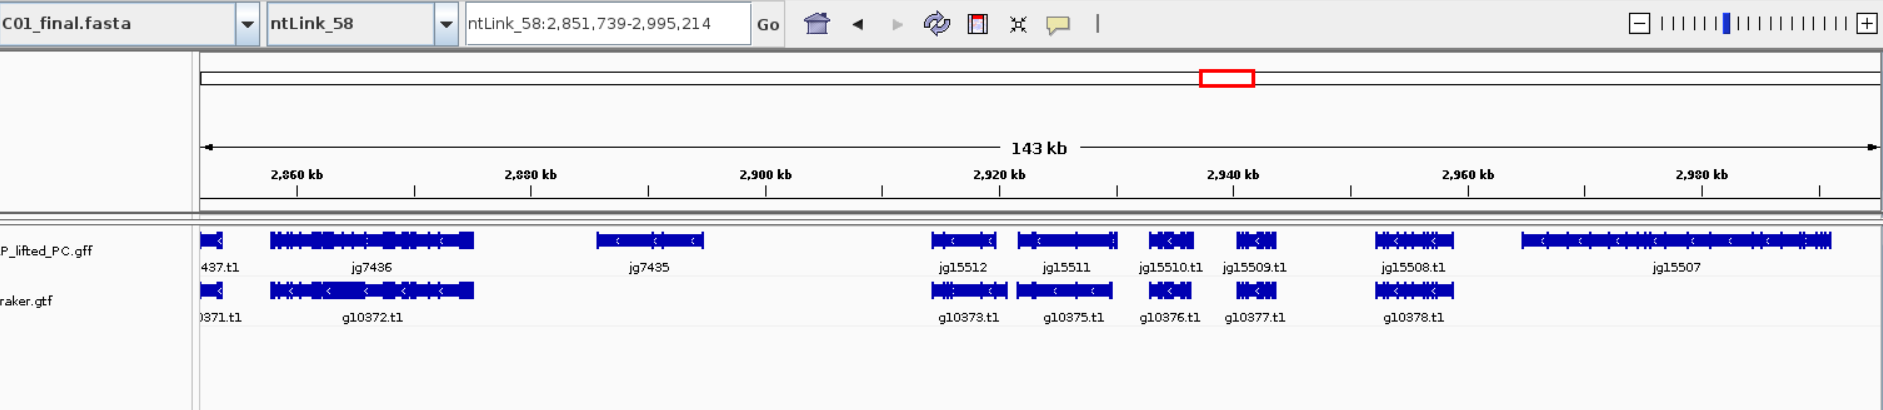 C01_final.fasta ntLink_58 ntLink_58:2,851,739-2,995,214 Go
143 kb
2,860 kb 2,880 kb 2,900 kb 2,920 kb 2,940 kb 2,960 kb 2,980 kb
P_lifted_PC.gff
437.t1 jg7436 jg7435 jg15512 jg15511 jg15510.t1 jg15509.t1 jg15508.t1 jg15507
raker.gtf
0371.t1 g10372.t1 g10373.t1 g10375.t1 g10376.t1 g10377.t1 g10378.t1